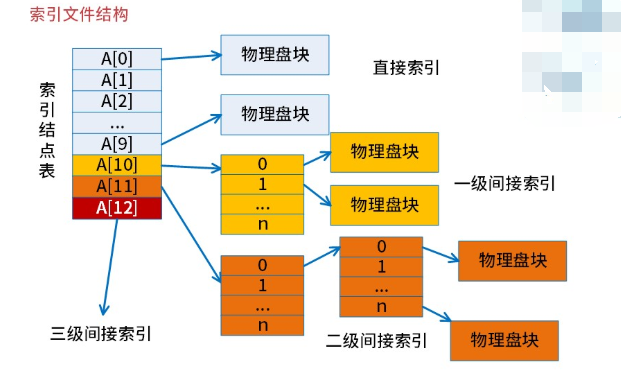 索引文件结构
索引结点表
A[0]
A[1]
A[2]
...
A[9]
A[10]
A[11]
A[12]
物理盘块
直接索引
物理盘块
0
1
...
n
物理盘块
物理盘块
一级间接索引
0
1
...
n
0
1
...
n
物理盘块
物理盘块
二级间接索引
三级间接索引